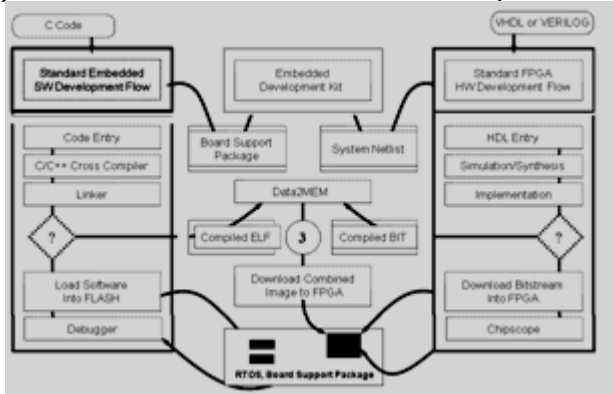 C Code
VHDL or VERILOG
Standard Embedded
SW Development Flow
Embedded
Development Kit
Standard FPGA
HW Development Flow
Code Entry
C/C++ Cross Compiler
Linker
?
Load Software
Into FLASH
Debugger
Board Support
Package
System Netlist
Data2MEM
Compiled ELF
3
Compiled BIT
Download Combined
Image to FPGA
RTOS, Board Support Package
HDL Entry
Simulation/Synthesis
Implementation
?
Download Bitstream
Into FPGA
Chipscope